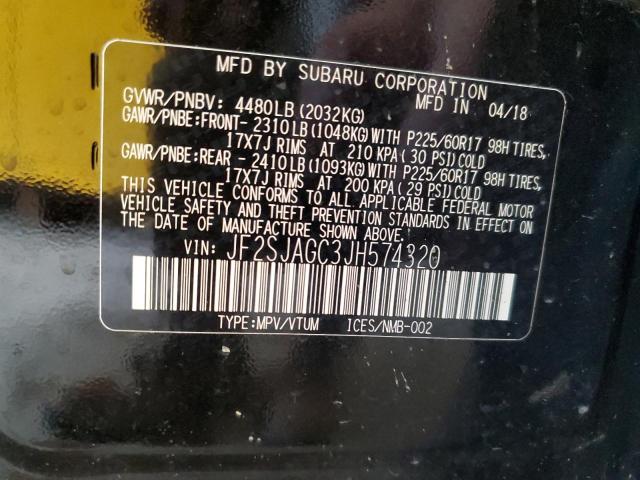 MFD BY SUBARU CORPORATION
GVWR/PNBV: 4480LB (2032KG) MFD IN 04/18
GAWR/PNBE:FRONT- 2310LB (1048KG) WITH P225/60R17 98H TIRES,
17X7J RIMS AT 210 KPA( 30 PSI) COLD
GAWR/PNBE:REAR - 2410LB (1093KG) WITH P225/60R17 98H TIRES,
17X7J RIMS AT 200 KPA( 29 PSI) COLD
THIS VEHICLE CONFORMS TO ALL APPLICABLE FEDERAL MOTOR
VEHICLE SAFETY AND THEFT PREVENTION STANDARDS IN EFFECT ON
THE DATE OF MANUFACTURE SHOWN ABOVE.
VIN: JF2SJAGC3JH574320
TYPE:MPV/VTUM ICES/NMB-002